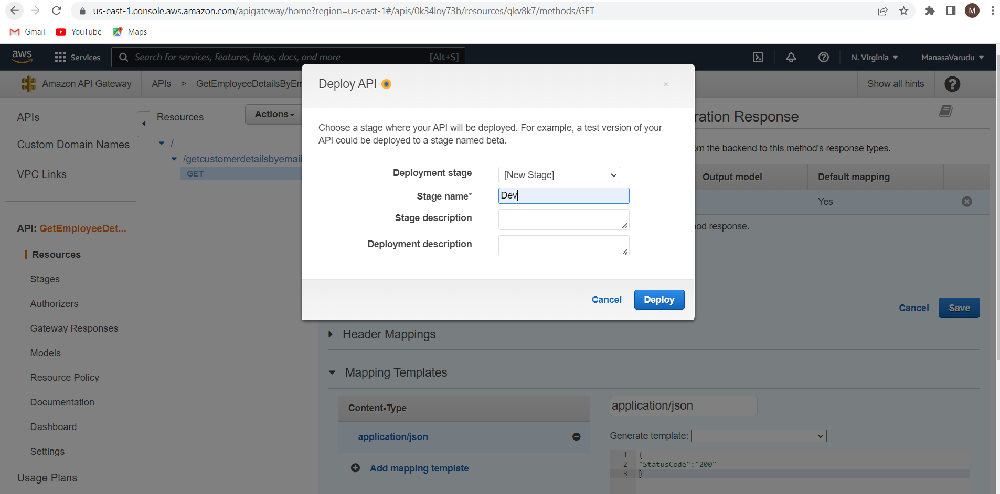 us-east-1.console.aws.amazon.com/apigateway/home?region=us-east-1#/apis/0k34loy73b/resources/qkv8k7/methods/GET
M
Gmail
YouTube
Maps
aws
Services
Search for services, features, blogs, docs, and more
[Alt+S]
N. Virginia
ManasaVarudu
Amazon API Gateway
APIs > GetEmployeeDetailsByEm
Show all hints
Deploy API
Choose a stage where your API will be deployed. For example, a test version of your
API could be deployed to a stage named beta.
Deployment stage
[New Stage]
Stage name*
Dev
Stage description
Deployment description
Cancel
Deploy
APIs
Custom Domain Names
VPC Links
API: GetEmployeeDet...
Resources
Stages
Authorizers
Gateway Responses
Models
Resource Policy
Documentation
Dashboard
Settings
Usage Plans
Resources
Actions
/
/getcustomerdetailsbyemail
GET
ration Response
om the backend to this method's response types.
Output model
Default mapping
Yes
od response.
Cancel
Save
Header Mappings
Mapping Templates
Content-Type
application/json
Add mapping template
application/json
Generate template:
1 {
2 "StatusCode":"200"
3 }